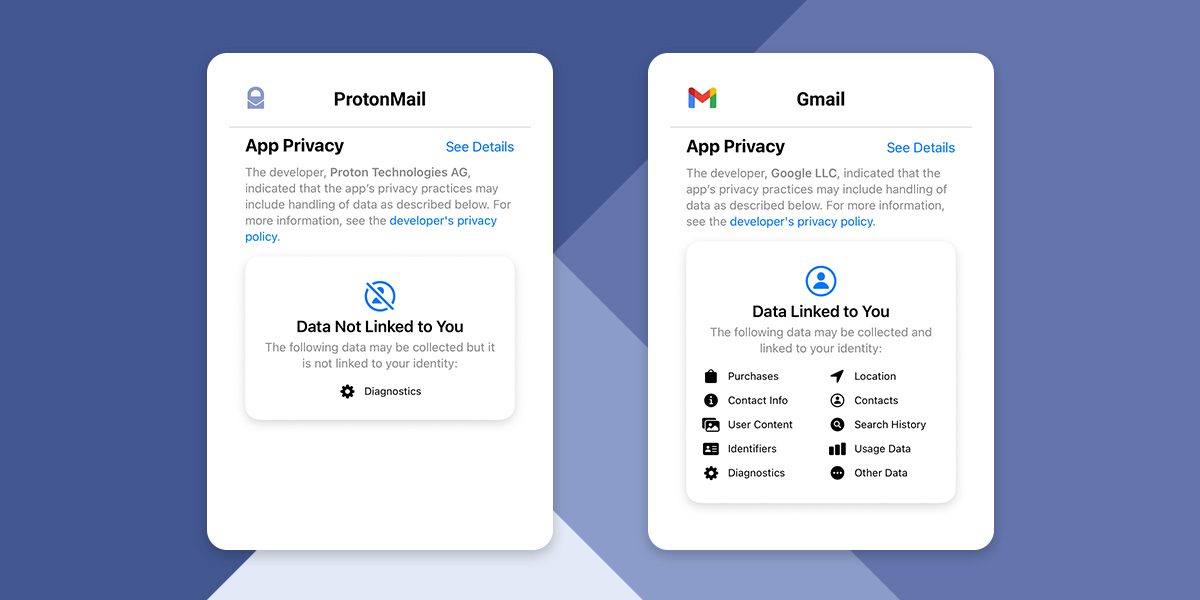 ProtonMail
App Privacy
See Details
The developer, Proton Technologies AG,
indicated that the app's privacy practices may
include handling of data as described below. For
more information, see the developer's privacy
policy.
Data Not Linked to You
The following data may be collected but it
is not linked to your identity:
Diagnostics
Gmail
App Privacy
See Details
The developer, Google LLC, indicated that the
app's privacy practices may include handling of
data as described below. For more information,
see the developer's privacy policy.
Data Linked to You
The following data may be collected and
linked to your identity:
Purchases
Location
Contact Info
Contacts
User Content
Search History
Identifiers
Usage Data
Diagnostics
Other Data